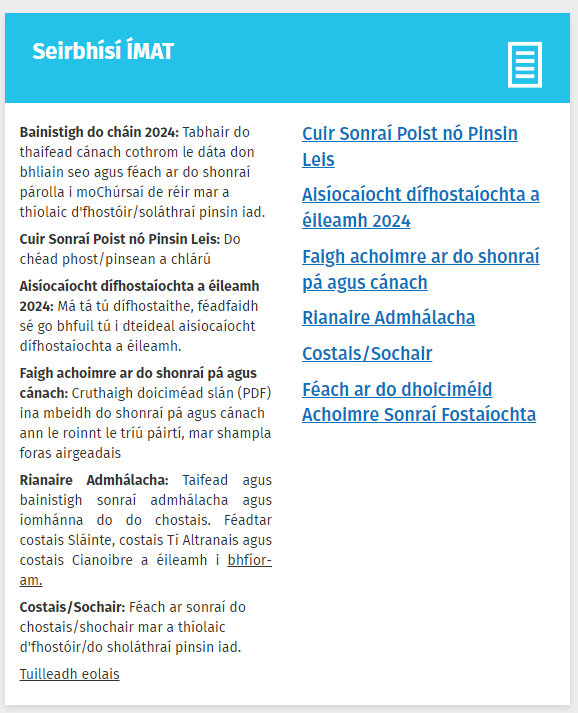 Seirbhísí ÍMAT
Bainistigh do cháin 2024: Tabhair do
thaifead cánach cothrom le dáta don
bhliain seo agus féach ar do shonraí
párolla i moChúrsaí de réir mar a
thíolaic d'fhostóir/soláthraí pinsin iad.
Cuir Sonraí Poist nó Pinsin Leis: Do
chéad phost/pinsean a chlárú
Aisíocaíocht dífhostaíochta a éileamh
2024: Má tá tú dífhostaithe, féadfaidh
sé go bhfuil tú i dteideal aisíocaíocht
dífhostaíochta a éileamh.
Faigh achoimre ar do shonraí pá agus
cánach: Cruthaigh doiciméad slán (PDF)
ina mbeidh do shonraí pá agus cánach
ann le roinnt le tríú páirtí, mar shampla
foras airgeadais
Rianaire Admhálacha: Taifead agus
bainistigh sonraí admhálacha agus
íomhánna do do chostais. Féadtar
costais Sláinte, costais Tí Altranais agus
costais Cianoibre a éileamh i bhfíor-
am.
Costais/Sochair: Féach ar sonraí do
chostais/shochair mar a thíolaic
d'fhostóir/do sholáthraí pinsin iad.
Tuilleadh eolais
Cuir Sonraí Poist nó Pinsin
Leis
Aisíocaíocht dífhostaíochta a
éileamh 2024
Faigh achoimre ar do shonraí
pá agus cánach
Rianaire Admhálacha
Costais/Sochair
Féach ar do dhoiciméid
Achoimre Sonraí Fostaíochta